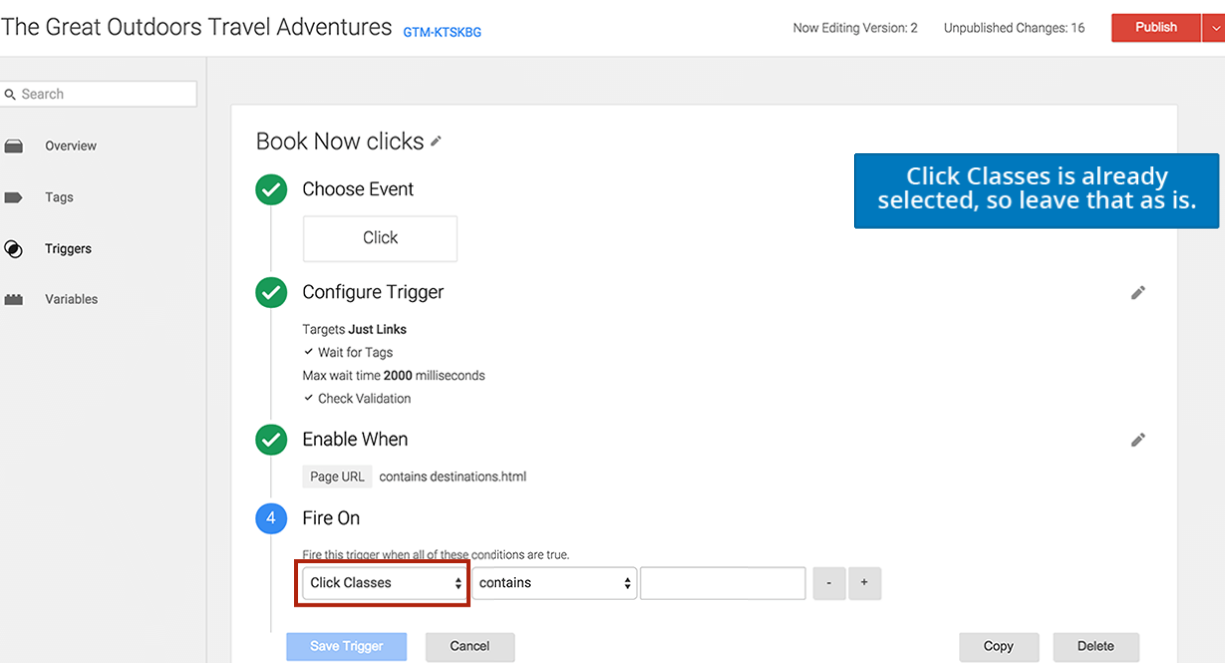 The Great Outdoors Travel Adventures GTM-KTSKBG
Now Editing Version: 2
Unpublished Changes: 16
Publish
Search
Overview
Tags
Triggers
Variables
Book Now clicks
Click Classes is already
selected, so leave that as is.
Choose Event
Click
Configure Trigger
Targets Just Links
Wait for Tags
Max wait time 2000 milliseconds
Check Validation
Enable When
Page URL contains destinations.html
4 Fire On
Fire this trigger when all of these conditions are true.
Click Classes contains - +
Save Trigger Cancel Copy Delete